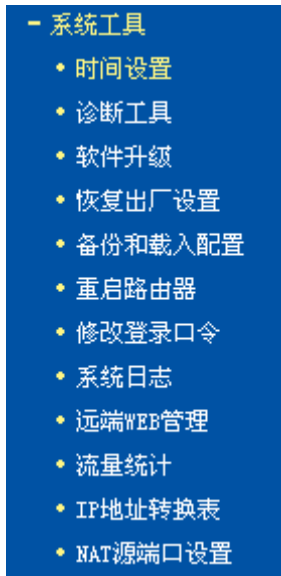 系统工具
时间设置
诊断工具
软件升级
恢复出厂设置
备份和载入配置
重启路由器
修改登录口令
系统日志
远端WEB管理
流量统计
IP地址转换表
NAT源端口设置